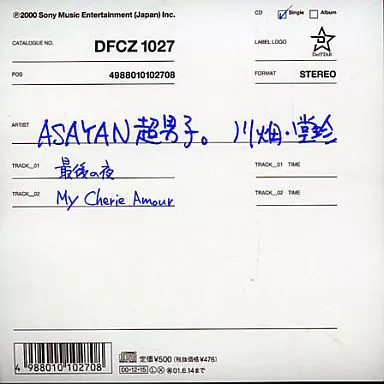 ℗©2000 Sony Music Entertainment (Japan) Inc.
CD Single Album
CATALOGUE NO. DFCZ 1027
LABEL LOGO DefSTAR
POS 4988010102708
FORMAT STEREO
ARTIST ASAYAN超男子。 川畑・堂珍
TRACK_01 最後の夜
TRACK_01 TIME
TRACK_02 My Cherie Amour
TRACK_02 TIME
4 988010 102708
定価¥500 (税抜価格¥476)
00·12·15 L X 01.6.14まで